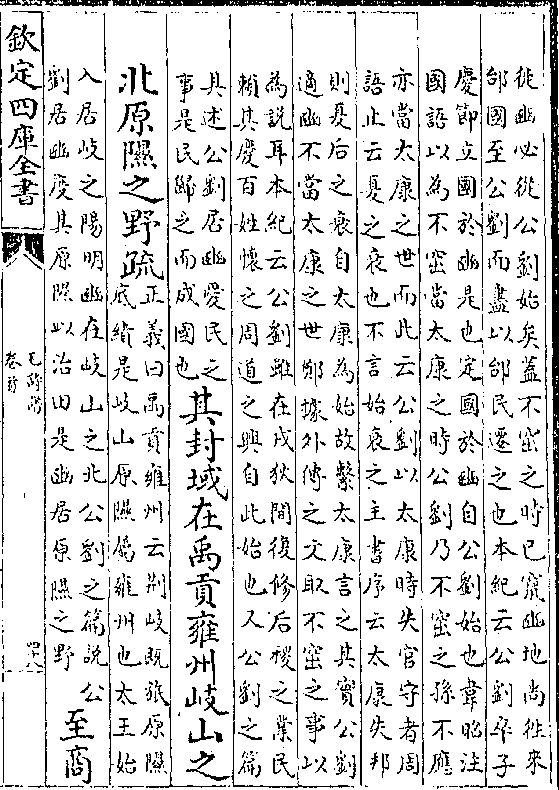 徙豳必從公劉始矣蓋不窋之時已竄豳地尚往來
邰國至公劉而盡以邰民遷之也本紀云公劉卒子
慶節立國於豳是也定國於豳自公劉始也韋昭注
國語以為不窋當太康之時公劉乃不窋之孫不應
亦當太康之世而此云公劉以太康時失官守者周
語止云夏之衰也不言始衰之主書序云太康失邦
則夏后之衰自太康為始故繫太康言之其實公劉
適豳不當太康之世鄭據外傳之文取不窋之事以
為說耳本紀云公劉雖在戎狄間復修后稷之業民
賴其慶百姓懷之周道之興自此始也又公劉之篇
具述公劉居豳愛民之
事是民歸之而成國也
其封域在禹貢雍州岐山之
北原隰之野疏
正義曰禹貢雍州云荆岐既旅原隰
底績是岐山原隰屬雍州也太王始
入居岐之陽明豳在岐山之北公劉之篇說公
劉居豳度其原隰以治田是豳居原隰之野
至商
欽定四庫全書
毛詩譜
卷首